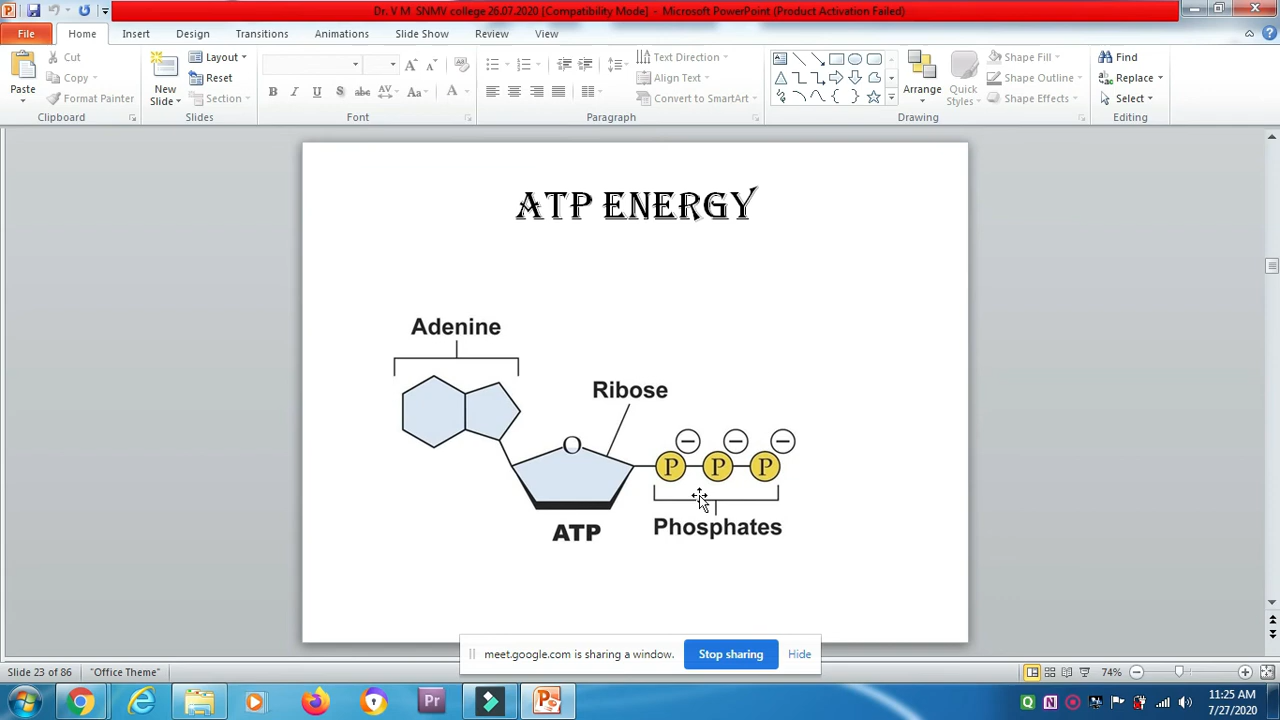 Dr. V M SNMV college 26.07.2020 [Compatibility Mode] - Microsoft PowerPoint (Product Activation Failed)
File Home Insert Design Transitions Animations Slide Show Review View
Paste Cut Copy Format Painter
Clipboard
New Slide Layout Reset Section
Slides
B I U S abc AV Aa A
Font
Text Direction Align Text Convert to SmartArt
Paragraph
Arrange Quick Styles Shape Fill Shape Outline Shape Effects
Drawing
Find Replace Select
Editing
ATP ENERGY
Adenine
Ribose
O
P P P
ATP
Phosphates
meet.google.com is sharing a window. Stop sharing Hide
Slide 23 of 86 "Office Theme" 74%
Pr
11:25 AM
7/27/2020